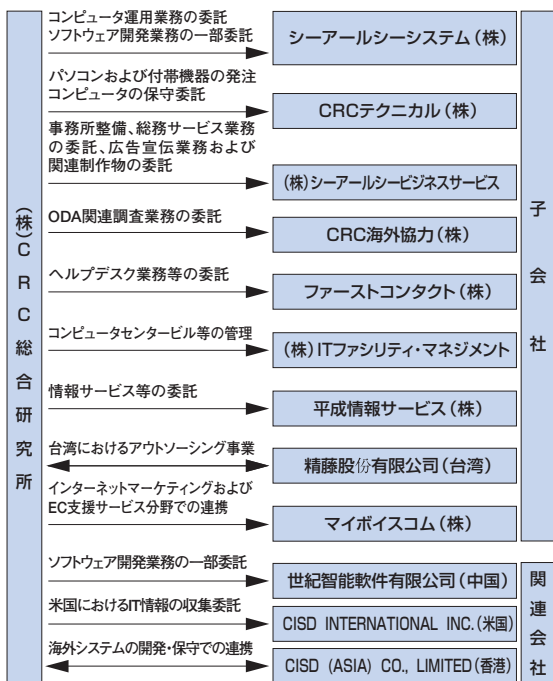 コンピュータ運用業務の委託
ソフトウェア開発業務の一部委託
シーアールシーシステム(株)
パソコンおよび付帯機器の発注
コンピュータの保守委託
CRCテクニカル(株)
事務所整備、総務サービス業務
の委託、広告宣伝業務および
関連制作物の委託
(株)シーアールシービジネスサービス
ODA関連調査業務の委託
CRC海外協力(株)
ヘルプデスク業務等の委託
ファーストコンタクト(株)
コンピュータセンタービル等の管理
(株)ITファシリティ・マネジメント
情報サービス等の委託
平成情報サービス(株)
台湾におけるアウトソーシング事業
精藤股份有限公司(台湾)
インターネットマーケティングおよび
EC支援サービス分野での連携
マイボイスコム(株)
ソフトウェア開発業務の一部委託
世紀智能軟件有限公司(中国)
米国におけるIT情報の収集委託
CISD INTERNATIONAL INC.(米国)
海外システムの開発・保守での連携
CISD (ASIA) CO., LIMITED(香港)
(株)CRC総合研究所
子会社
関連会社